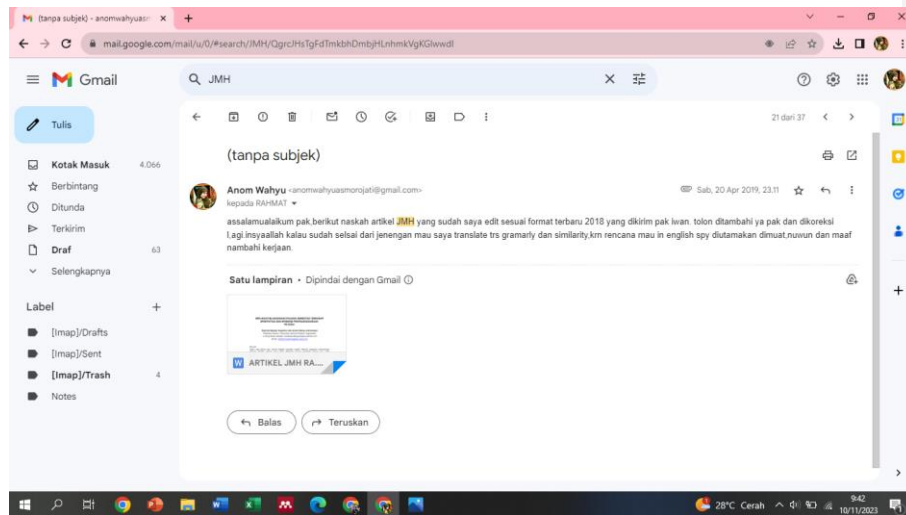 (tanpa subjek) - anomwahyuasm
mail.google.com/mail/u/0/#search/JMH/QgrcJHsTgFdTmkbhDmbjHLnhmkVgKGlwwdl
Gmail
JMH
Tulis
21 dari 37
Kotak Masuk 4.066
Berbintang
Ditunda
Terkirim
Draf 63
Selengkapnya
Label
[Imap]/Drafts
[Imap]/Sent
[Imap]/Trash 4
Notes
(tanpa subjek)
Anom Wahyu <anomwahyuasmorojati@gmail.com>
Sab, 20 Apr 2019, 23.11
kepada RAHMAT
assalamualaikum pak,berikut naskah artikel JMH yang sudah saya edit sesuai format terbaru 2018 yang dikirim pak iwan. tolon ditambahi ya pak dan dikoreksi
l,agi.insyaallah kalau sudah selsai dari jenengan mau saya translate trs gramarly dan similarity,krn rencana mau in english spy diutamakan dimuat,nuwun dan maaf
nambahi kerjaan.
Satu lampiran • Dipindai dengan Gmail
W ARTIKEL JMH RA....
Balas
Teruskan
28°C Cerah
9:42
10/11/2023